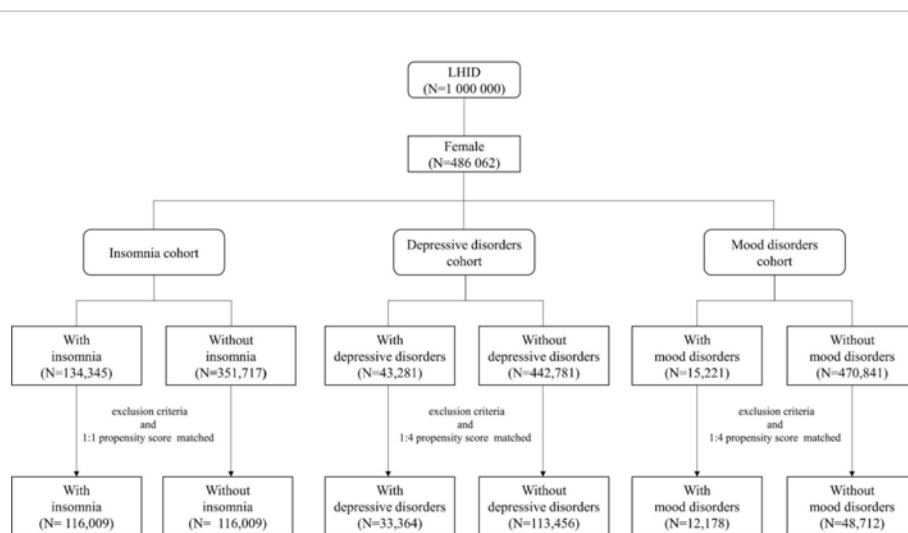 LHID
(N=1 000 000)
Female
(N=486 062)
Insomnia cohort
Depressive disorders
cohort
Mood disorders
cohort
With
insomnia
(N=134,345)
Without
insomnia
(N=351,717)
With
depressive disorders
(N=43,281)
Without
depressive disorders
(N=442,781)
With
mood disorders
(N=15,221)
Without
mood disorders
(N=470,841)
exclusion criteria
and
1:1 propensity score matched
exclusion criteria
and
1:4 propensity score matched
exclusion criteria
and
1:4 propensity score matched
With
insomnia
(N= 116,009)
Without
insomnia
(N= 116,009)
With
depressive disorders
(N=33,364)
Without
depressive disorders
(N=113,456)
With
mood disorders
(N=12,178)
Without
mood disorders
(N=48,712)